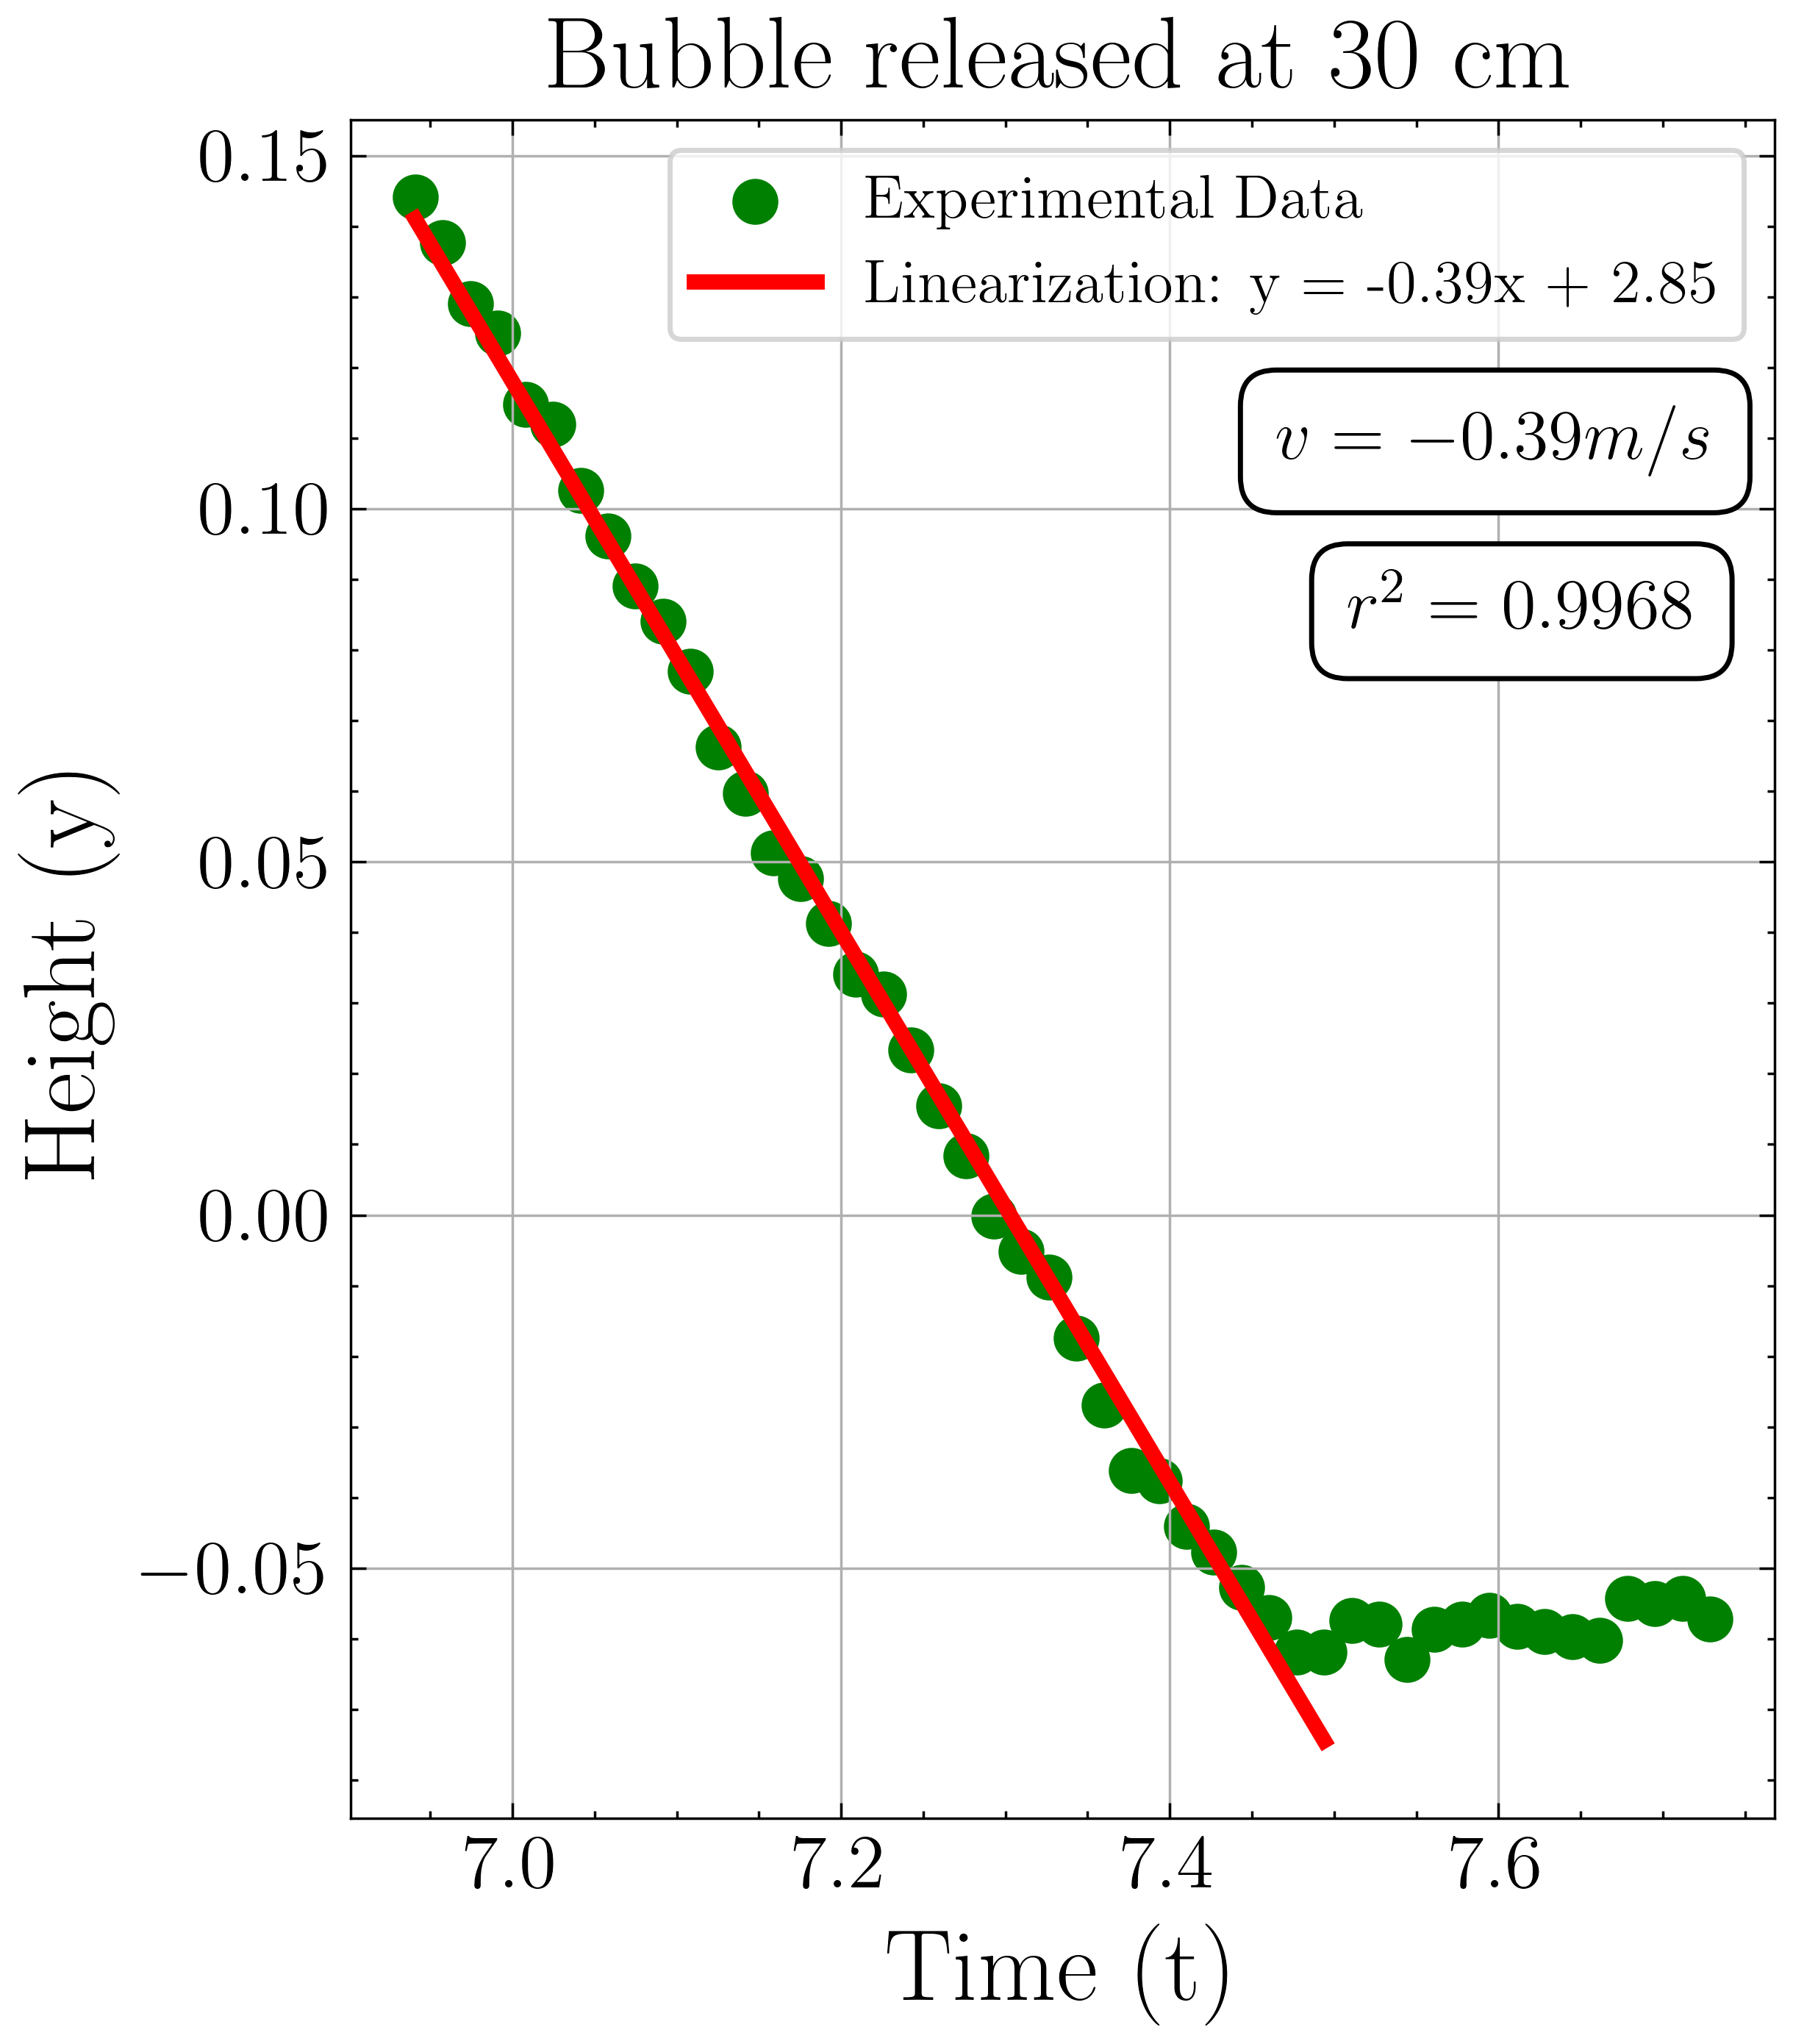 Bubble released at 30 cm
Experimental Data
Linearization: y = -0.39x + 2.85
v = −0.39m/s
r² = 0.9968
Height (y)
0.15
0.10
0.05
0.00
−0.05
7.0 7.2 7.4 7.6
Time (t)